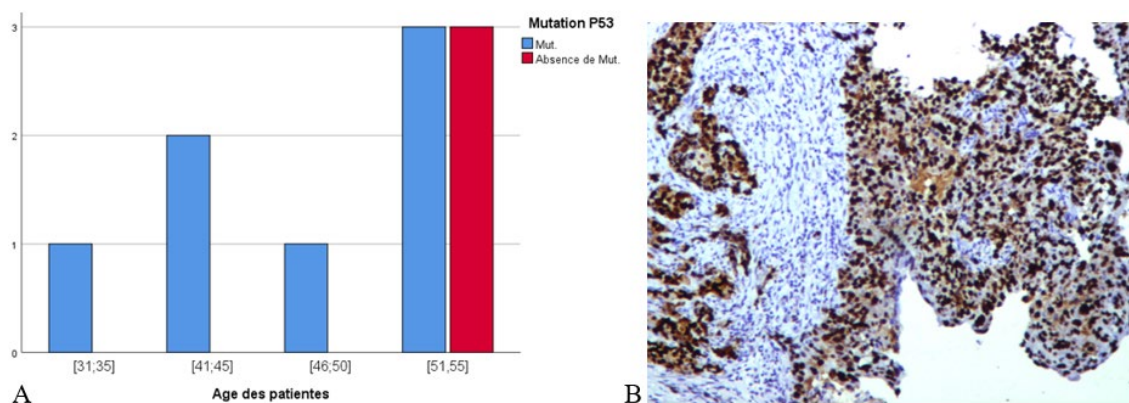 3
Mutation P53
Mut.
Absence de Mut.
2
1
0
[31;35]
[41;45]
[46;50]
[51,55]
Age des patientes
A
B